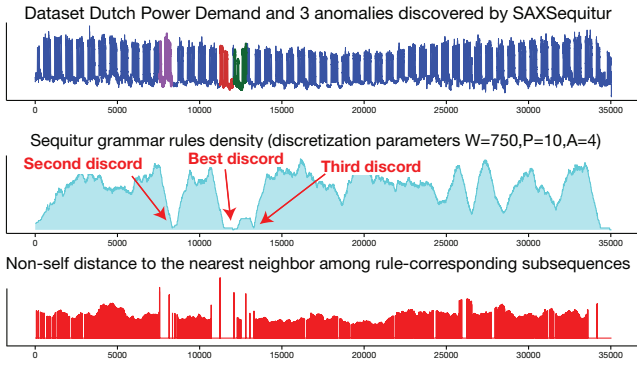 Dataset Dutch Power Demand and 3 anomalies discovered by SAXSequitur
0 5000 10000 15000 20000 25000 30000 35000
Sequitur grammar rules density (discretization parameters W=750,P=10,A=4)
Second discord
Best discord
Third discord
0 5000 10000 15000 20000 25000 30000 35000
Non-self distance to the nearest neighbor among rule-corresponding subsequences
0 5000 10000 15000 20000 25000 30000 35000